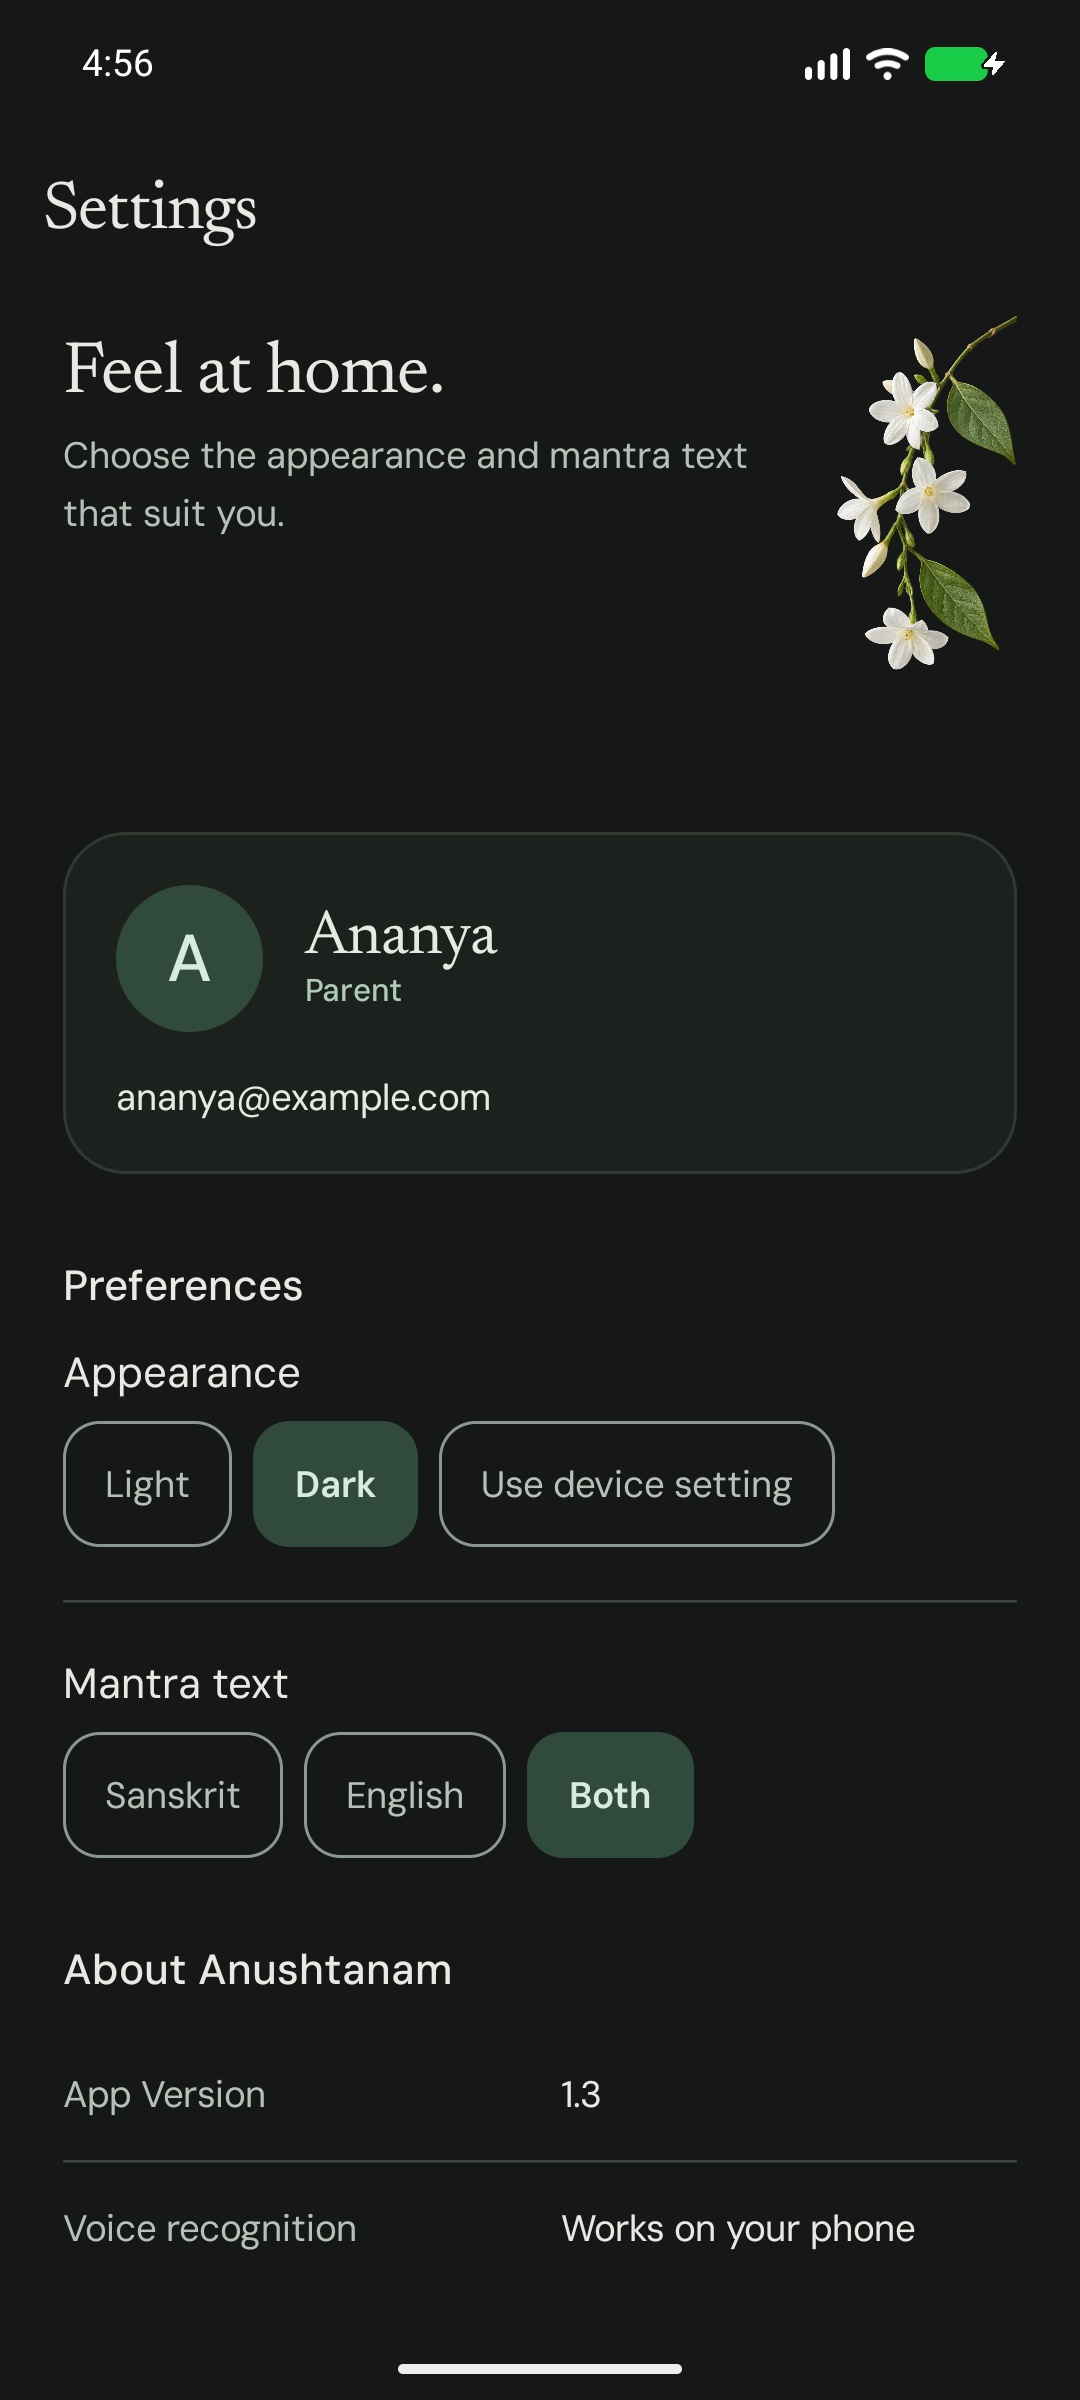 4:56
Settings
Feel at home.
Choose the appearance and mantra text
that suit you.
A
Ananya
Parent
ananya@example.com
Preferences
Appearance
Light
Dark
Use device setting
Mantra text
Sanskrit
English
Both
About Anushtanam
App Version
1.3
Voice recognition
Works on your phone